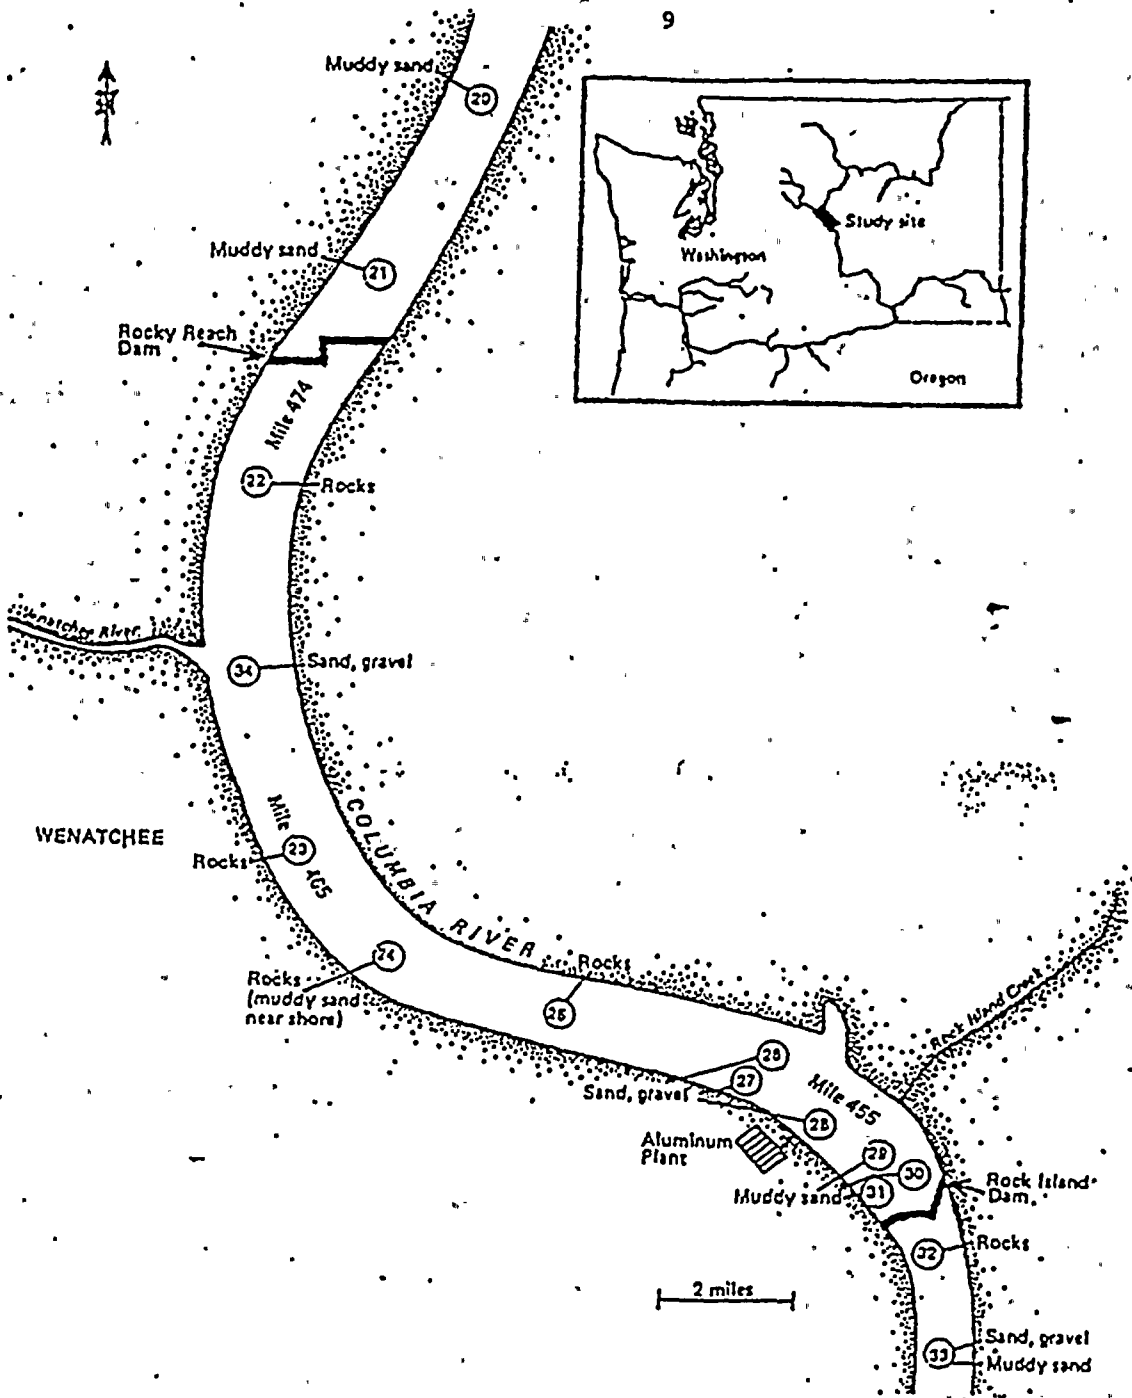 9
Muddy sand
20
Muddy sand
21
Study site
Washington
Oregon
Rocky Reach
Dam
Mile 474
22
Rocks
Wenatchee River
34
Sand, gravel
WENATCHEE
Mile 465
23
Rocks
COLUMBIA RIVER
24
Rocks
(muddy sand
near shore)
Rocks
25
Rock Island Creek
26
27
Sand, gravel
28
Mile 455
Aluminum
Plant
29
30
31
Muddy sand
Rock Island
Dam
32
Rocks
2 miles
33
Sand, gravel
Muddy sand